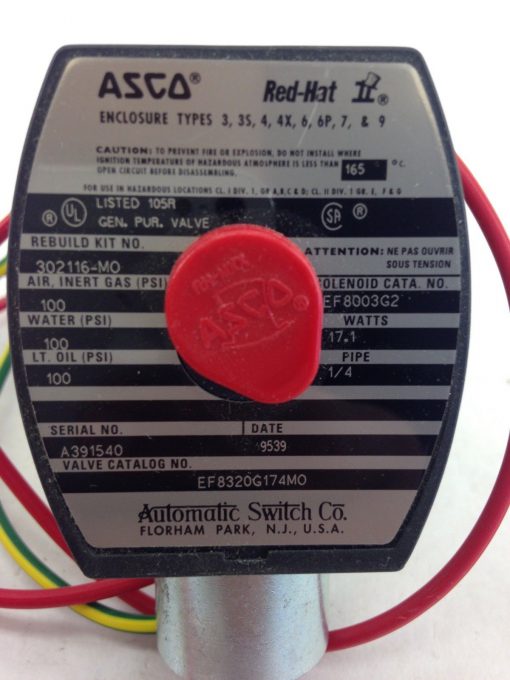 ASCO® Red-Hat II®
ENCLOSURE TYPES 3, 3S, 4, 4X, 6, 6P, 7, & 9
CAUTION: TO PREVENT FIRE OR EXPLOSION, DO NOT INSTALL WHERE
IGNITION TEMPERATURE OF HAZARDOUS ATMOSPHERE IS LESS THAN 165 °C.
OPEN CIRCUIT BEFORE DISASSEMBLING.
FOR USE IN HAZARDOUS LOCATIONS CL. I DIV. 1, GR A, B, C & D; CL. II DIV. 1 GR. E, F & G
® UL LISTED 105R SA ®
GEN. PUR. VALVE
REBUILD KIT NO. ATTENTION: NE PAS OUVRIR
302116-MO SOUS TENSION
AIR, INERT GAS (PSI) SOLENOID CATA. NO.
100 EF8003G2
WATER (PSI) WATTS
100 17.1
LT. OIL (PSI) PIPE
100 1/4
ASCO®
SERIAL NO. DATE
A391540 9539
VALVE CATALOG NO.
EF8320G174MO
Automatic Switch Co.
FLORHAM PARK, N.J., U.S.A.